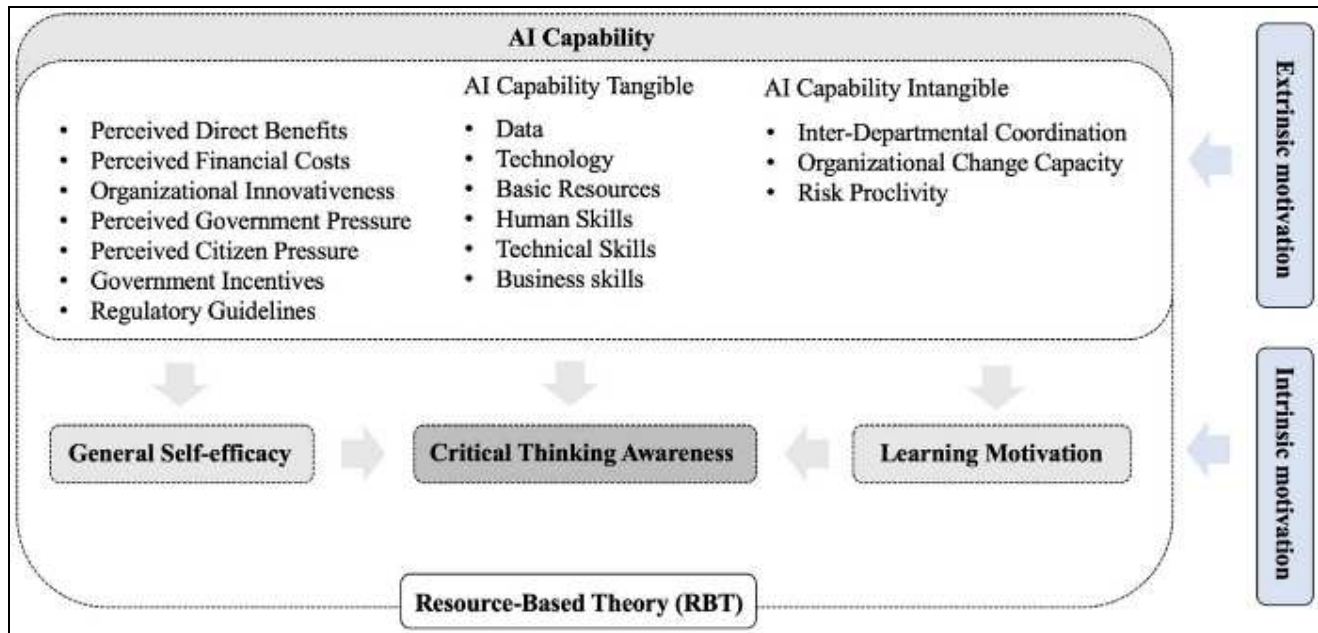 AI Capability
• Perceived Direct Benefits
• Perceived Financial Costs
• Organizational Innovativeness
• Perceived Government Pressure
• Perceived Citizen Pressure
• Government Incentives
• Regulatory Guidelines
AI Capability Tangible
• Data
• Technology
• Basic Resources
• Human Skills
• Technical Skills
• Business skills
AI Capability Intangible
• Inter-Departmental Coordination
• Organizational Change Capacity
• Risk Proclivity
Extrinsic motivation
General Self-efficacy
Critical Thinking Awareness
Learning Motivation
Intrinsic motivation
Resource-Based Theory (RBT)